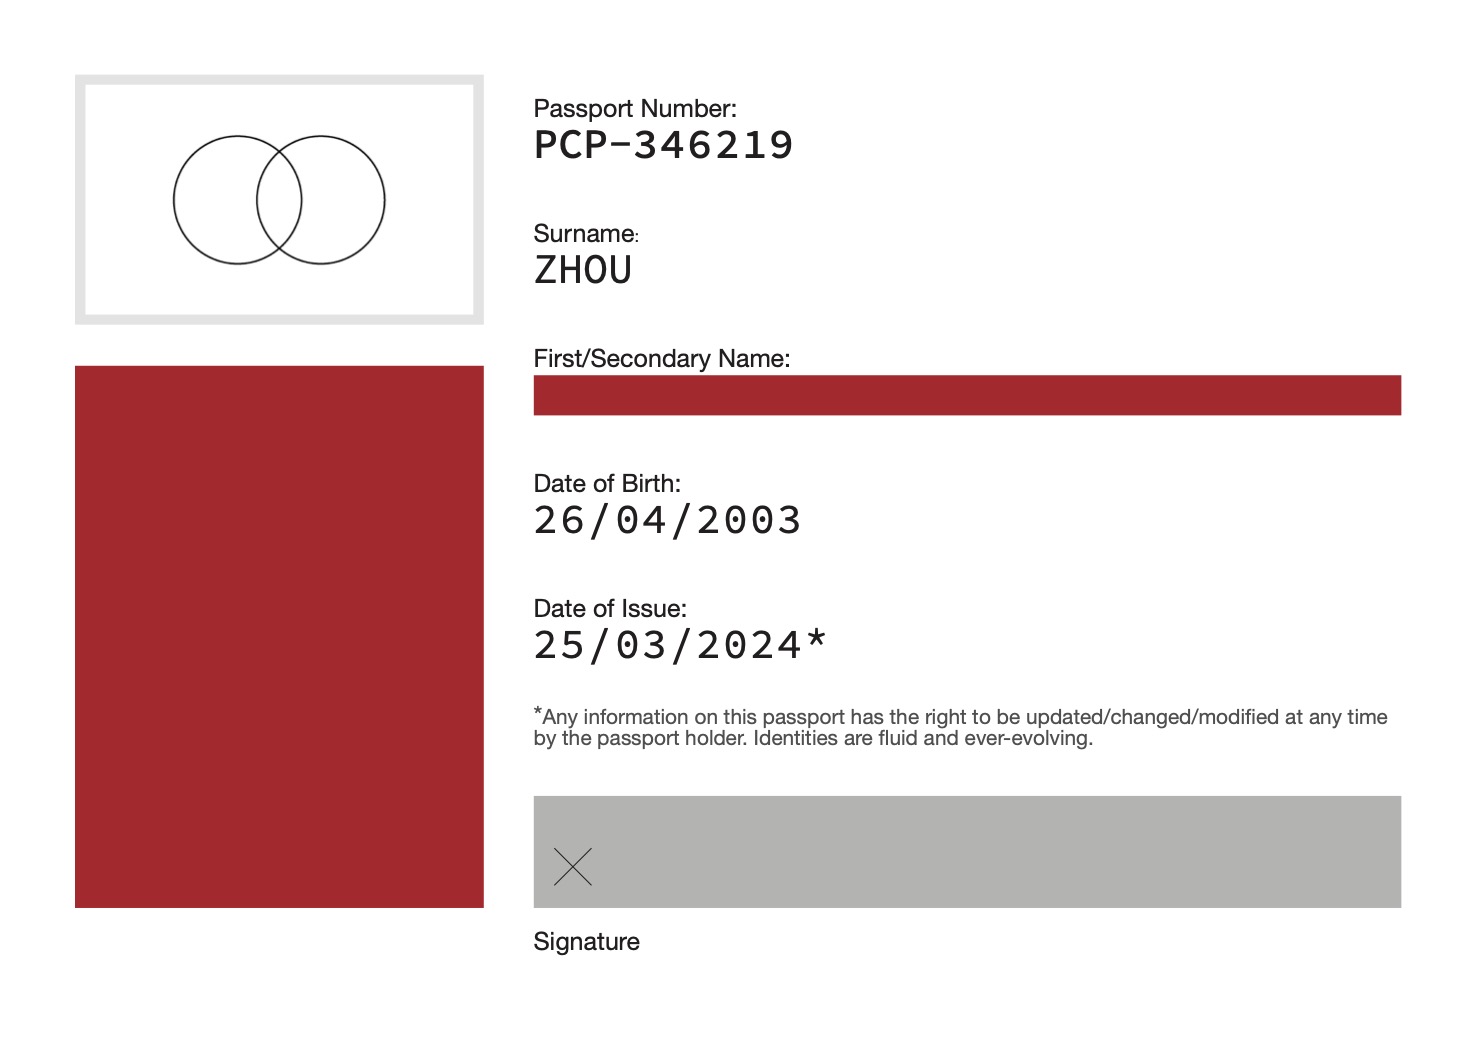 Passport Number:
PCP-346219
Surname:
ZHOU
First/Secondary Name:
Date of Birth:
26/04/2003
Date of Issue:
25/03/2024*
*Any information on this passport has the right to be updated/changed/modified at any time
by the passport holder. Identities are fluid and ever-evolving.
Signature